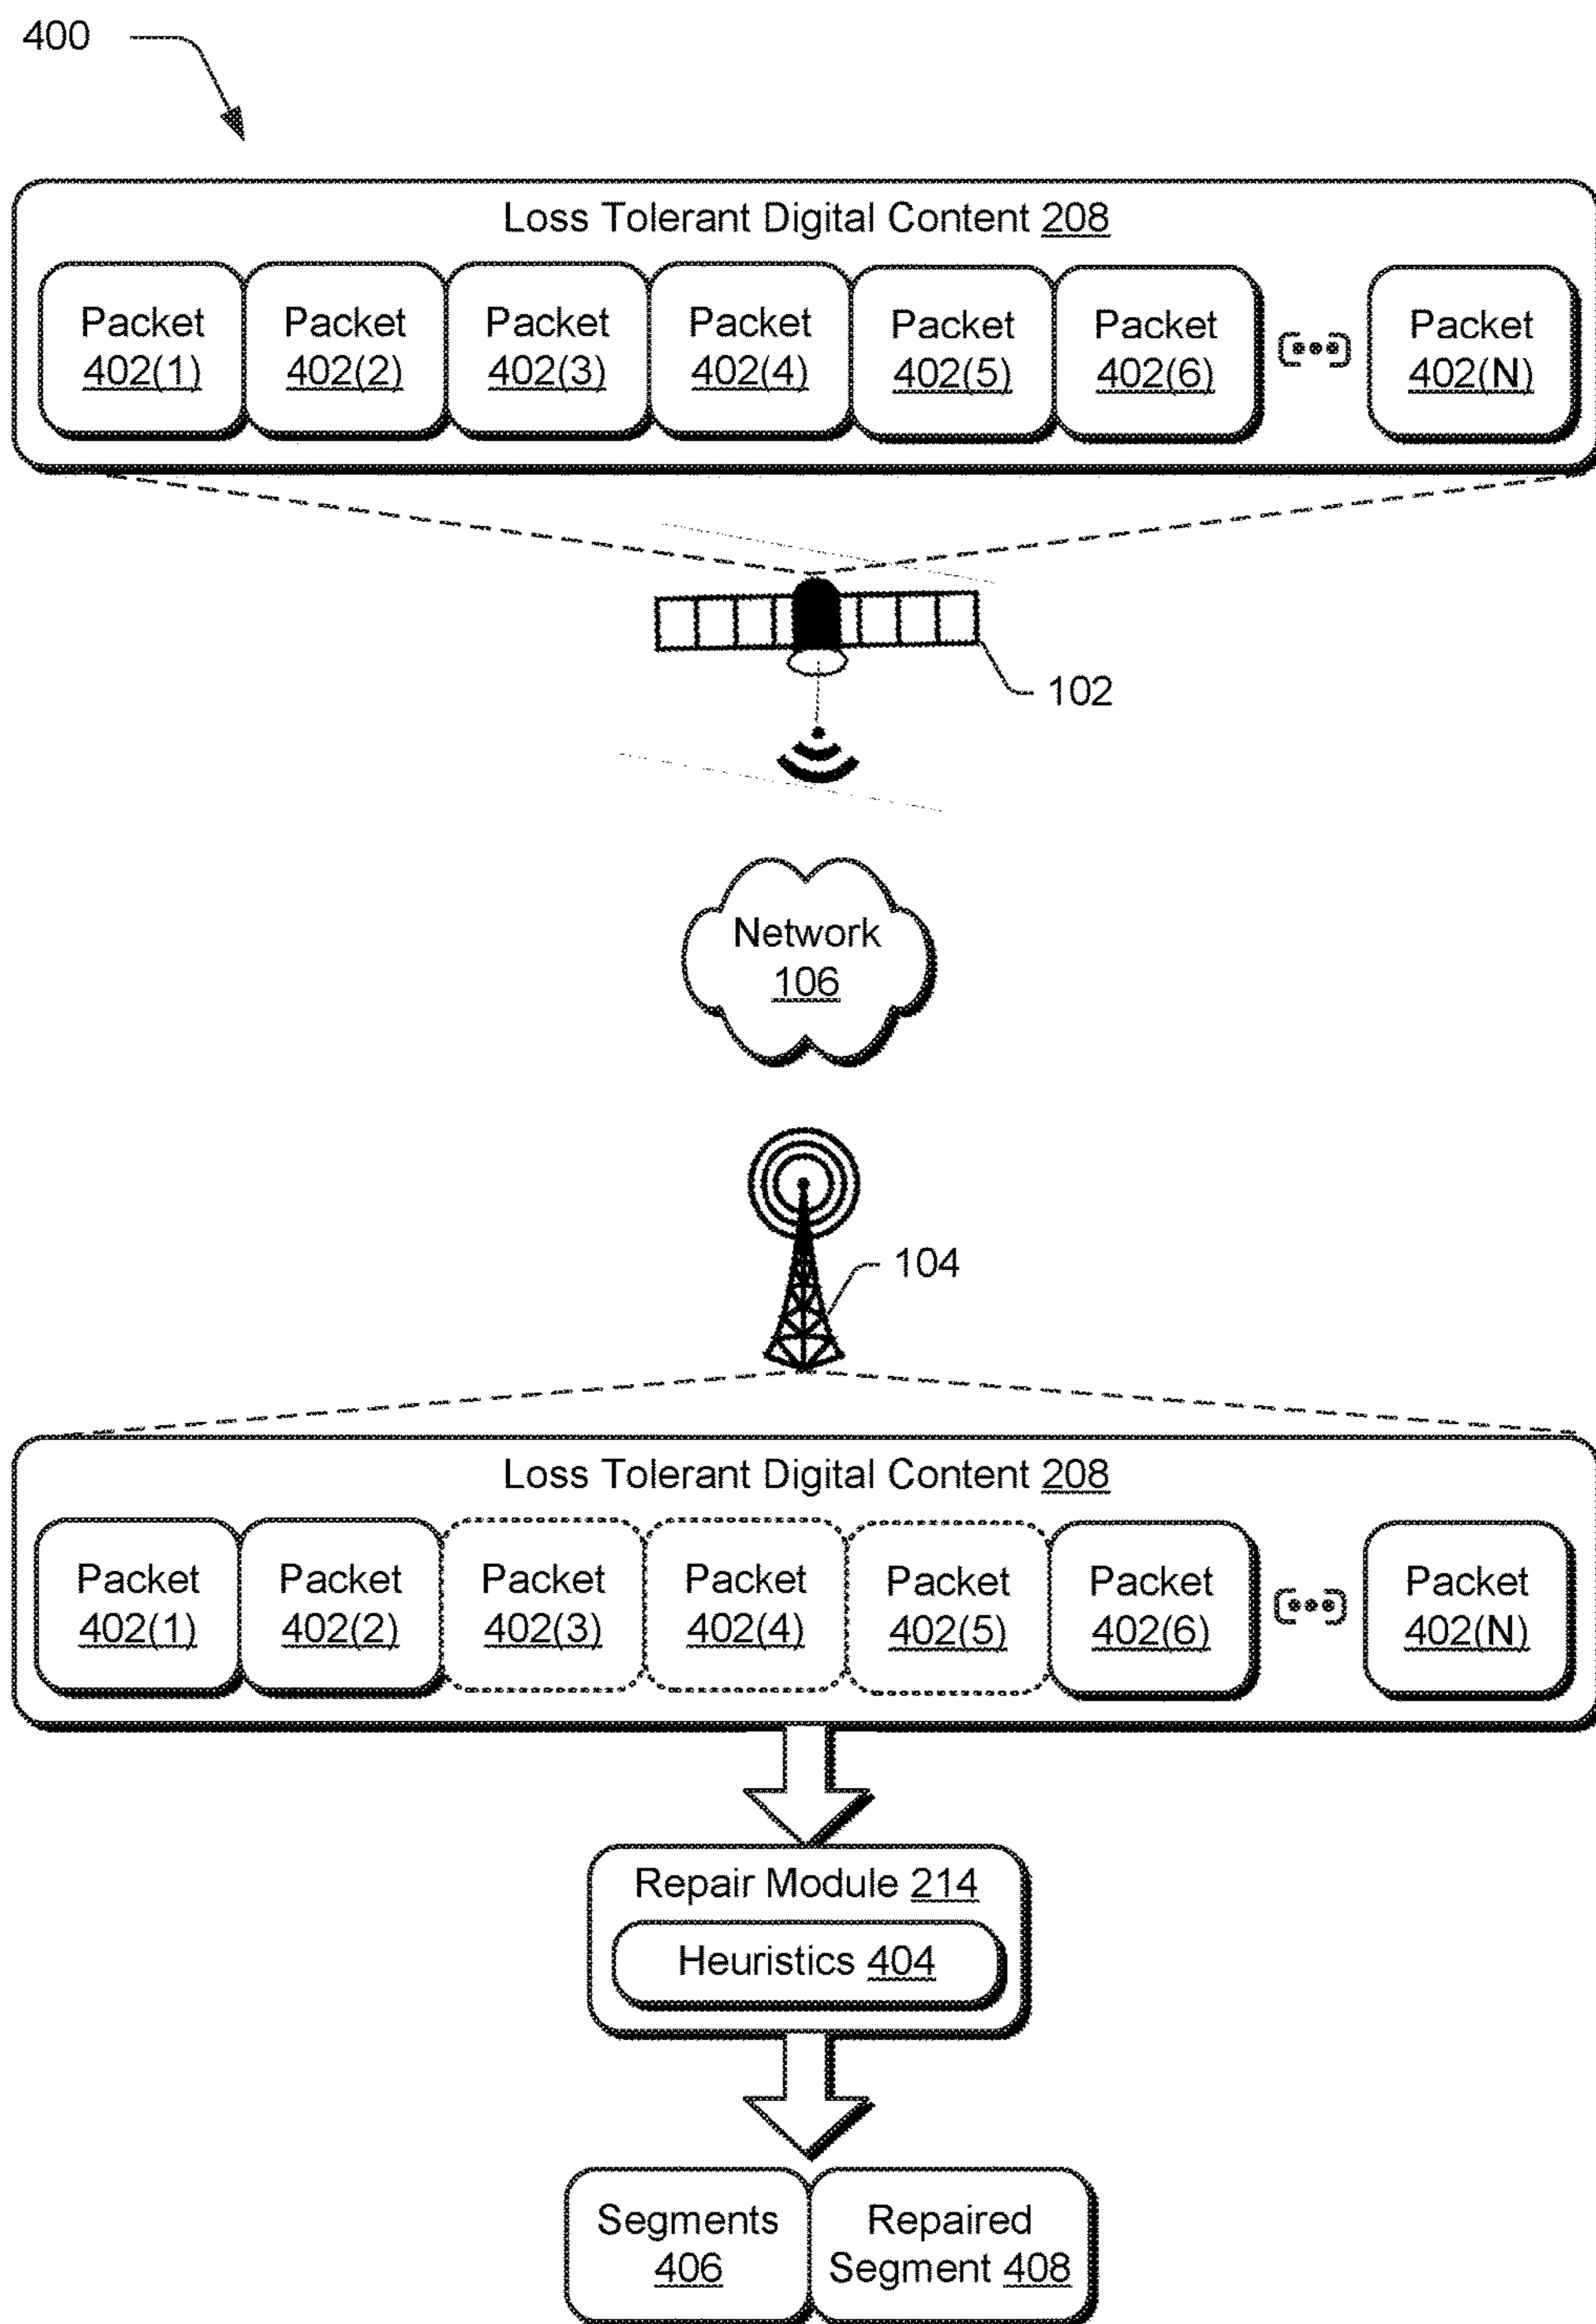 400
Loss Tolerant Digital Content 208
Packet 402(1)
Packet 402(2)
Packet 402(3)
Packet 402(4)
Packet 402(5)
Packet 402(6)
Packet 402(N)
102
Network
106
104
Loss Tolerant Digital Content 208
Packet 402(1)
Packet 402(2)
Packet 402(3)
Packet 402(4)
Packet 402(5)
Packet 402(6)
Packet 402(N)
Repair Module 214
Heuristics 404
Segments
406
Repaired
Segment 408